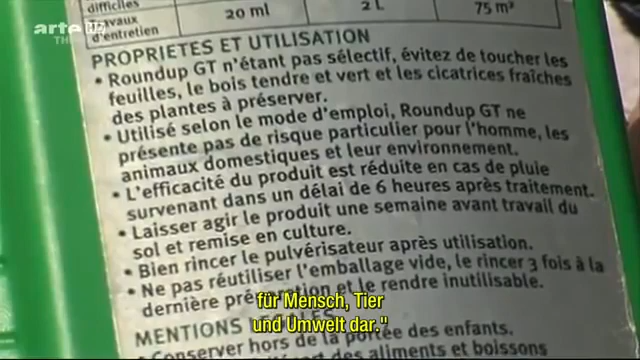 arte HD
difficiles
Travaux
d'entretien
20 ml
2 L
75 m²
PROPRIETES ET UTILISATION
• Roundup GT n'étant pas sélectif, évitez de toucher les
feuilles, le bois tendre et vert et les cicatrices fraîches
des plantes à préserver.
• Utilisé selon le mode d'emploi, Roundup GT ne
présente pas de risque particulier pour l'homme, les
animaux domestiques et leur environnement.
• L'efficacité du produit est réduite en cas de pluie
survenant dans un délai de 6 heures après traitement.
• Laisser agir le produit une semaine avant travail du
sol et remise en culture.
• Bien rincer le pulvérisateur après utilisation.
• Ne pas réutiliser l'emballage vide, le rincer 3 fois à la
dernière et le rendre inutilisable.
für Mensch, Tier
und Umwelt dar."
MENTIONS
• Conserver hors de la portée des enfants.
des aliments et boissons